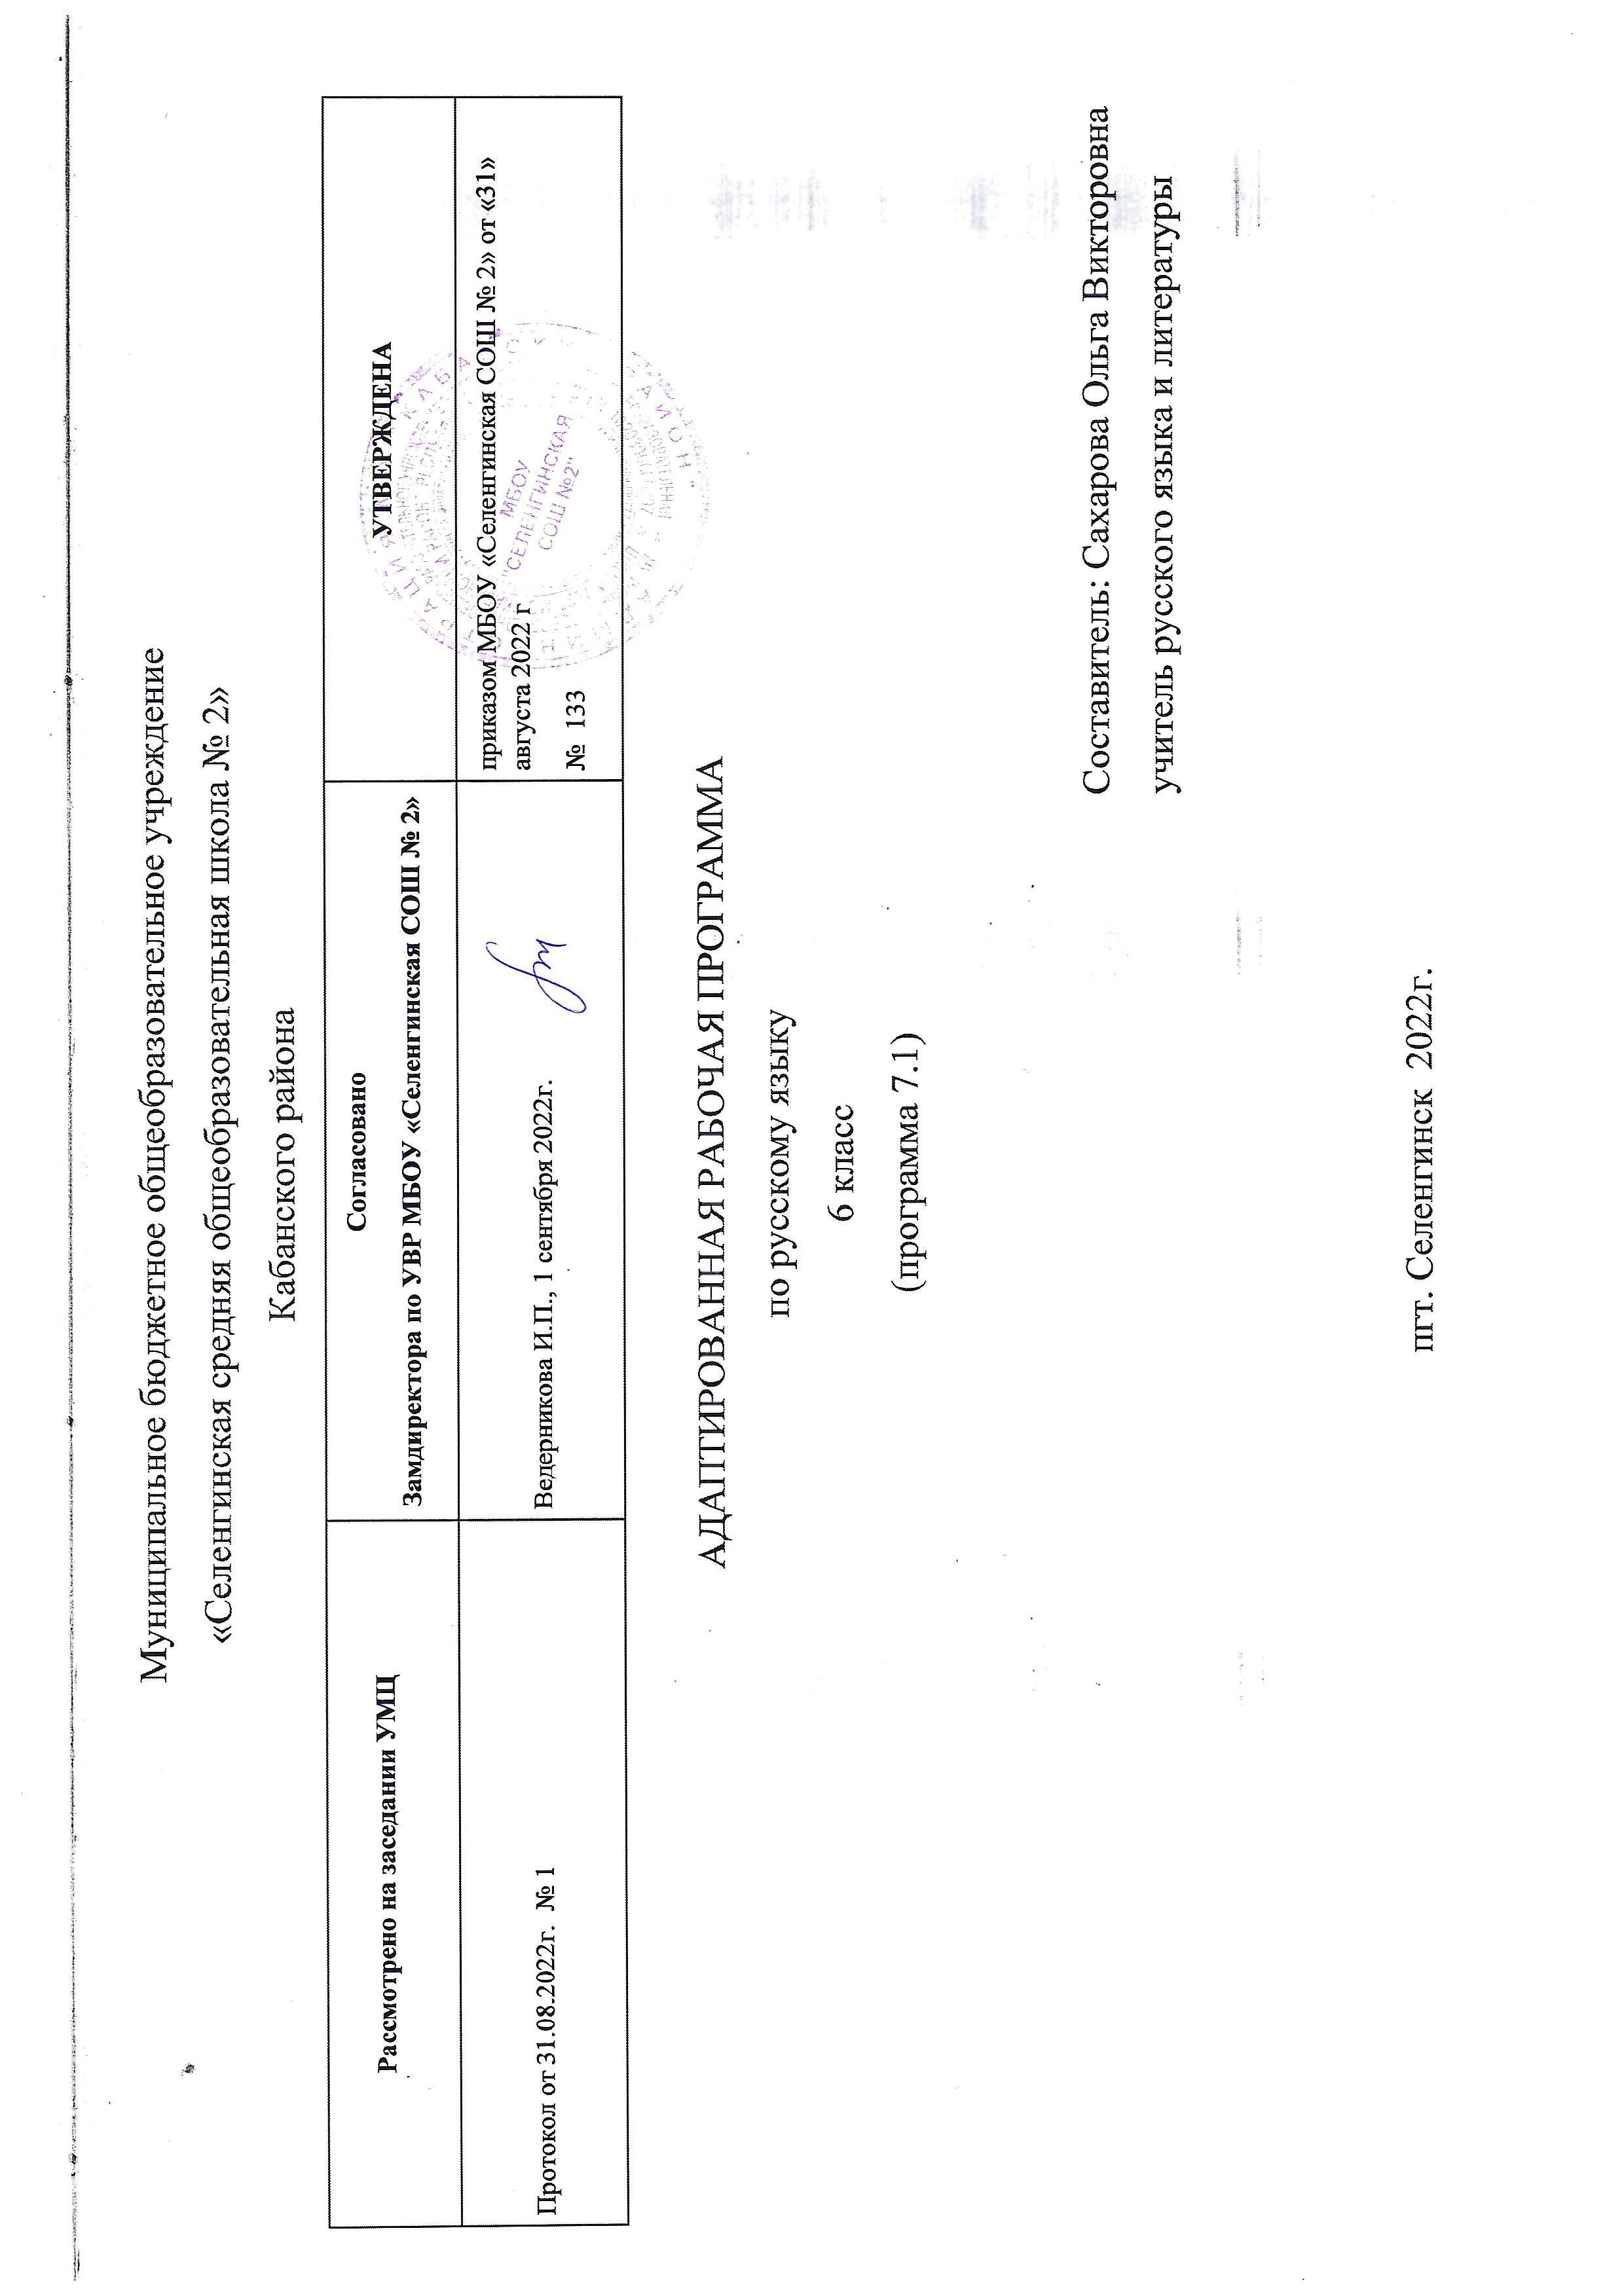 Муниципальное бюджетное общеобразовательное учреждение
«Селенгинская средняя общеобразовательная школа № 2»
Кабанского района
Рассмотрено на заседании УМЦ
Согласовано
Замдиректора по УВР МБОУ «Селенгинская СОШ № 2»
УТВЕРЖДЕНА
Протокол от 31.08.2022г. № 1
Ведерникова И.П., 1 сентября 2022г.
приказом МБОУ «Селенгинская СОШ № 2» от «31»
августа 2022 г
№ 133
МБОУ
"СЕЛЕНГИНСКАЯ
СОШ №2"
АДАПТИРОВАННАЯ РАБОЧАЯ ПРОГРАММА
по русскому языку
6 класс
(программа 7.1)
Составитель: Сахарова Ольга Викторовна
учитель русского языка и литературы
пгт. Селенгинск 2022г.